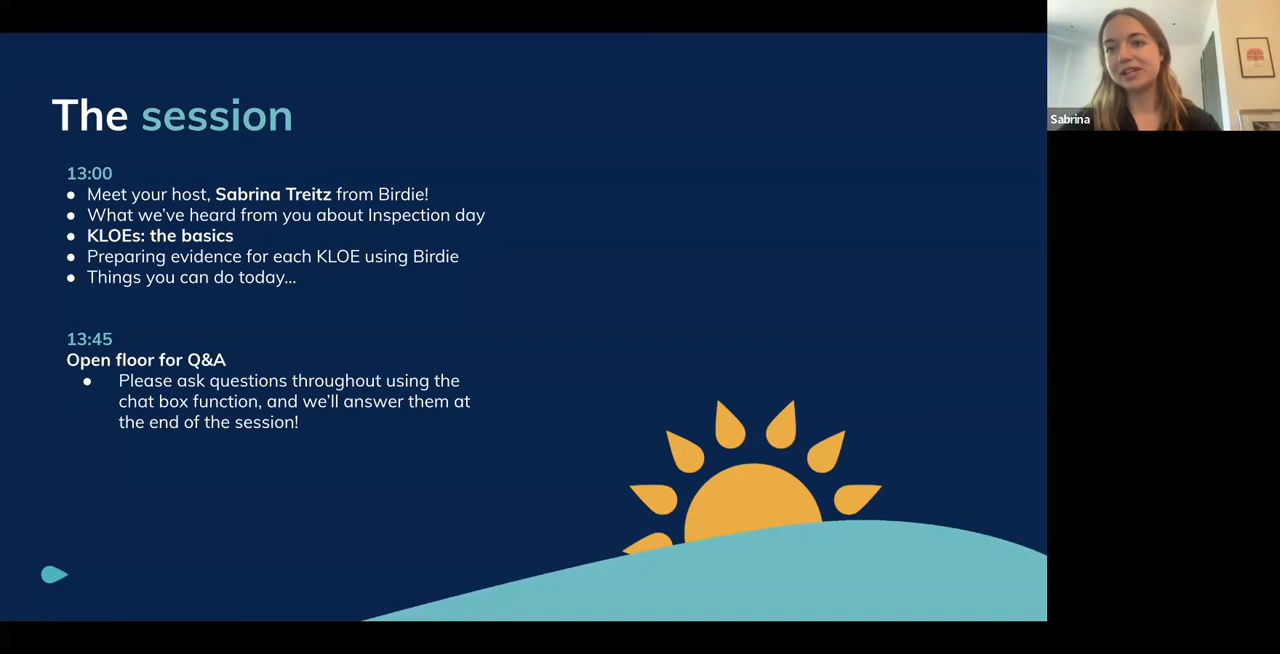 The session
13:00
● Meet your host, Sabrina Treitz from Birdie!
● What we've heard from you about Inspection day
● KLOEs: the basics
● Preparing evidence for each KLOE using Birdie
● Things you can do today...
13:45
Open floor for Q&A
● Please ask questions throughout using the
chat box function, and we'll answer them at
the end of the session!
Sabrina